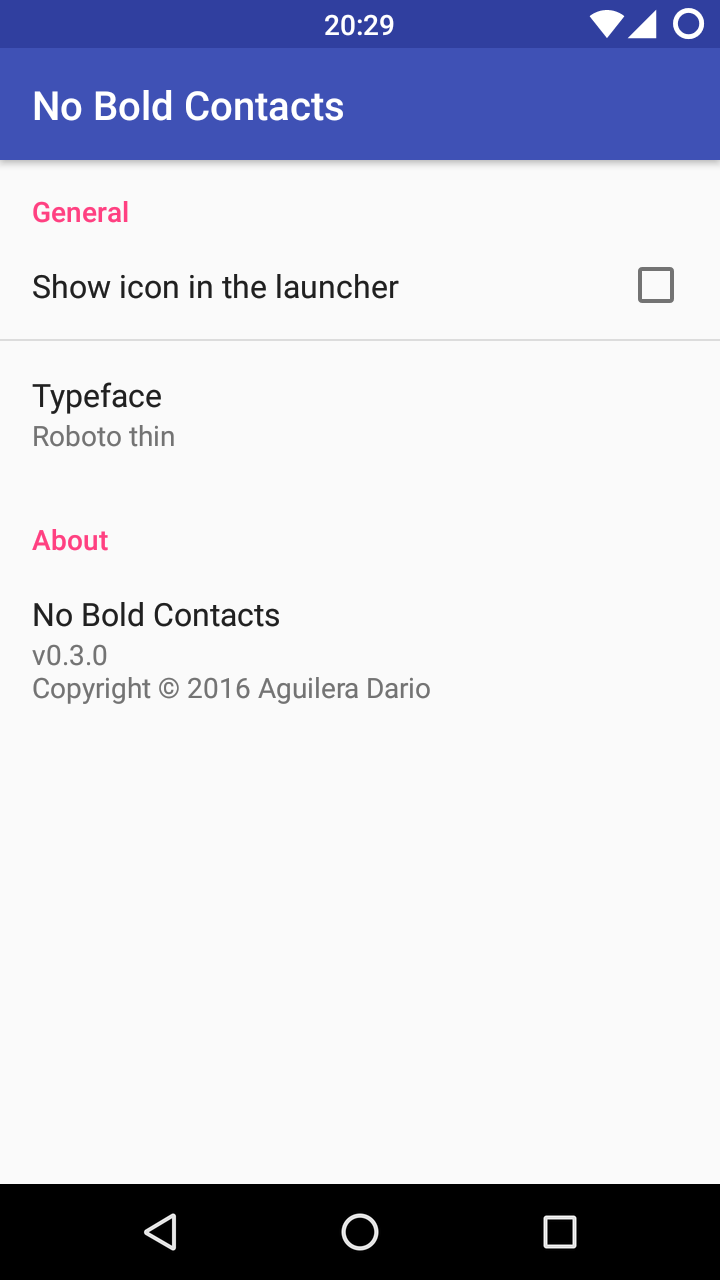 20:29
No Bold Contacts
General
Show icon in the launcher
Typeface
Roboto thin
About
No Bold Contacts
v0.3.0
Copyright © 2016 Aguilera Dario